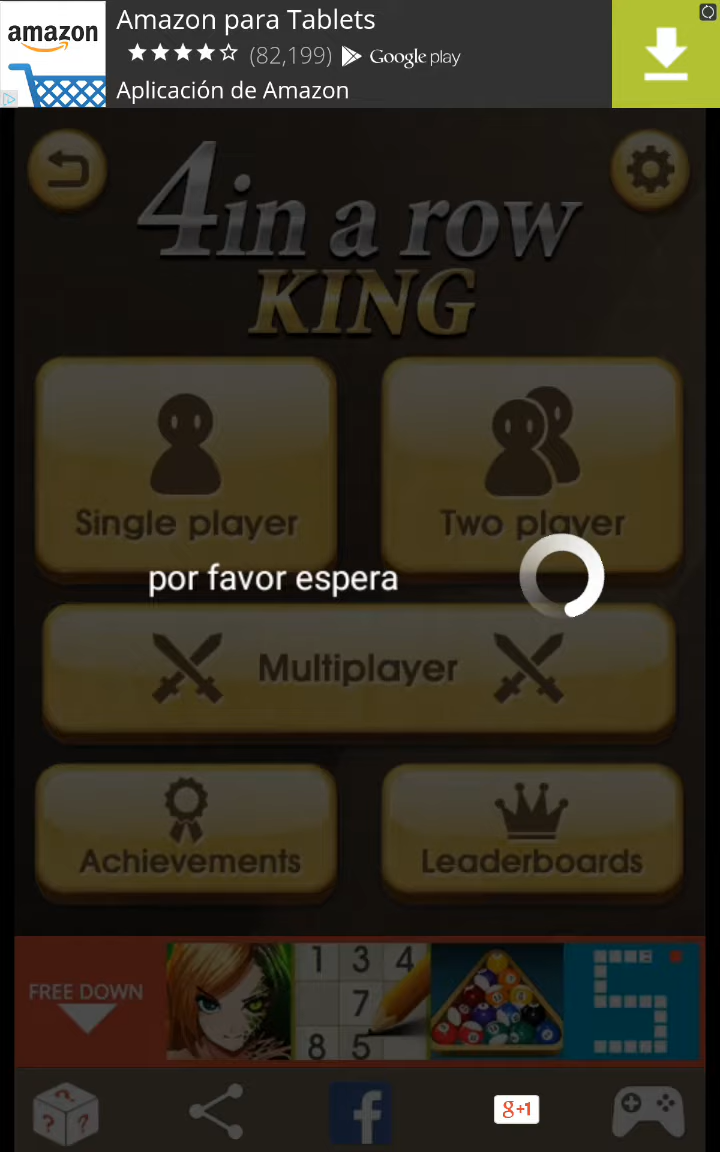 amazon
Amazon para Tablets
(82,199) Google play
Aplicación de Amazon
4 in a row
KING
Single player
Two player
por favor espera
Multiplayer
Achievements
Leaderboards
FREE DOWN
1 3 4
7
8 5
? ? ?
f
g+1